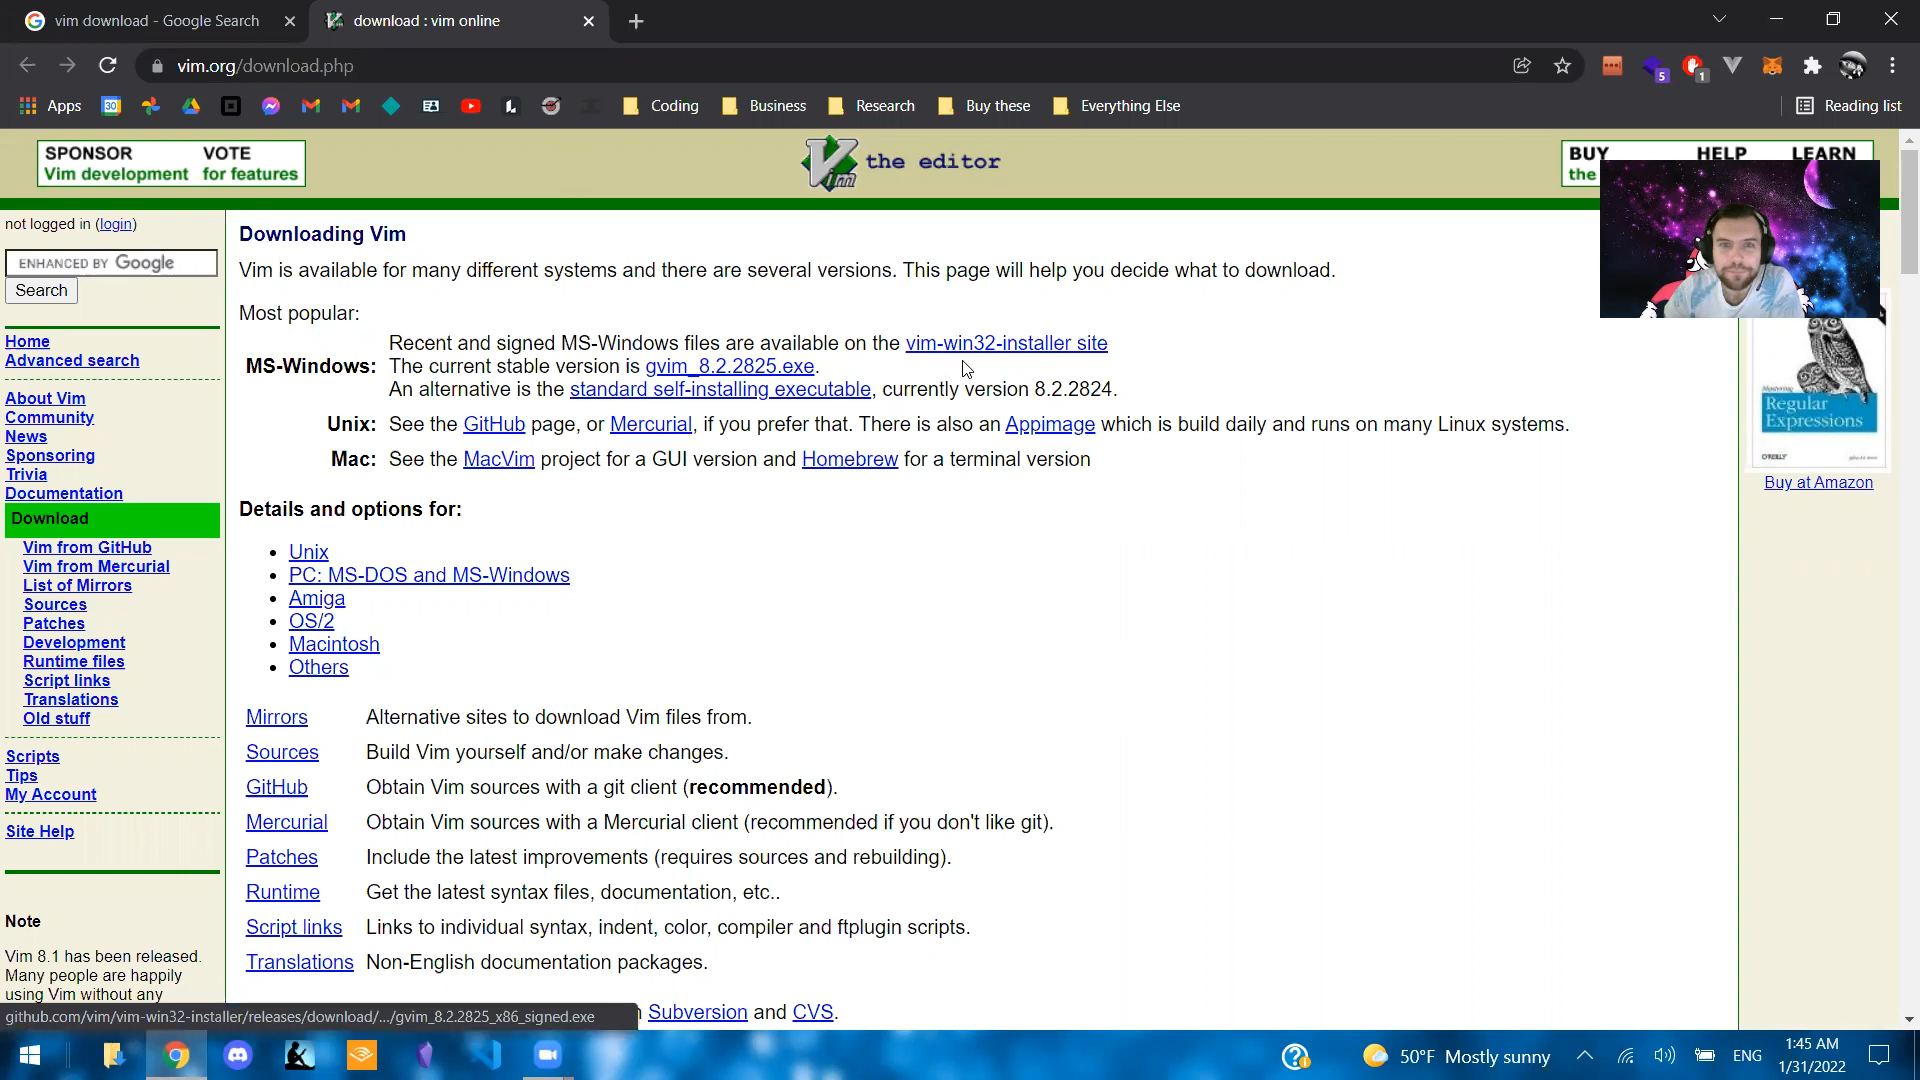 vim download - Google Search
download : vim online
vim.org/download.php
5
1
Apps
30
Coding
Business
Research
Buy these
Everything Else
Reading list
SPONSOR VOTE
Vim development for features
Vim the editor
BUY HELP LEARN
the
not logged in (login)
ENHANCED BY Google
Search
Home
Advanced search
About Vim
Community
News
Sponsoring
Trivia
Documentation
Download
Vim from GitHub
Vim from Mercurial
List of Mirrors
Sources
Patches
Development
Runtime files
Script links
Translations
Old stuff
Scripts
Tips
My Account
Site Help
Note
Vim 8.1 has been released.
Many people are happily
using Vim without any
Downloading Vim
Vim is available for many different systems and there are several versions. This page will help you decide what to download.
Most popular:
Recent and signed MS-Windows files are available on the vim-win32-installer site
MS-Windows: The current stable version is gvim_8.2.2825.exe.
An alternative is the standard self-installing executable, currently version 8.2.2824.
Unix: See the GitHub page, or Mercurial, if you prefer that. There is also an Appimage which is build daily and runs on many Linux systems.
Mac: See the MacVim project for a GUI version and Homebrew for a terminal version
Details and options for:
• Unix
• PC: MS-DOS and MS-Windows
• Amiga
• OS/2
• Macintosh
• Others
Mirrors Alternative sites to download Vim files from.
Sources Build Vim yourself and/or make changes.
GitHub Obtain Vim sources with a git client (recommended).
Mercurial Obtain Vim sources with a Mercurial client (recommended if you don't like git).
Patches Include the latest improvements (requires sources and rebuilding).
Runtime Get the latest syntax files, documentation, etc..
Script links Links to individual syntax, indent, color, compiler and ftplugin scripts.
Translations Non-English documentation packages.
Subversion and CVS.
Mastering
Regular
Expressions
O'REILLY
Buy at Amazon
github.com/vim/vim-win32-installer/releases/download/.../gvim_8.2.2825_x86_signed.exe
50°F Mostly sunny
ENG
1:45 AM
1/31/2022